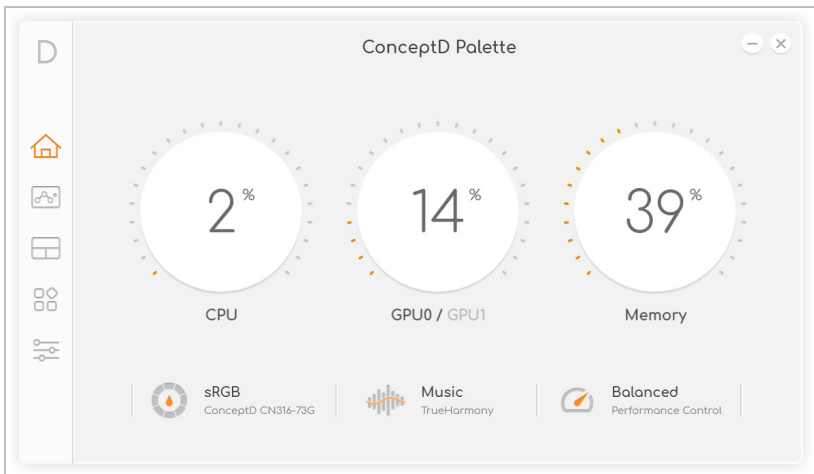 D
ConceptD Palette
2%
14%
39%
CPU
GPU0 / GPU1
Memory
sRGB
ConceptD CN316-73G
Music
TrueHarmony
Balanced
Performance Control